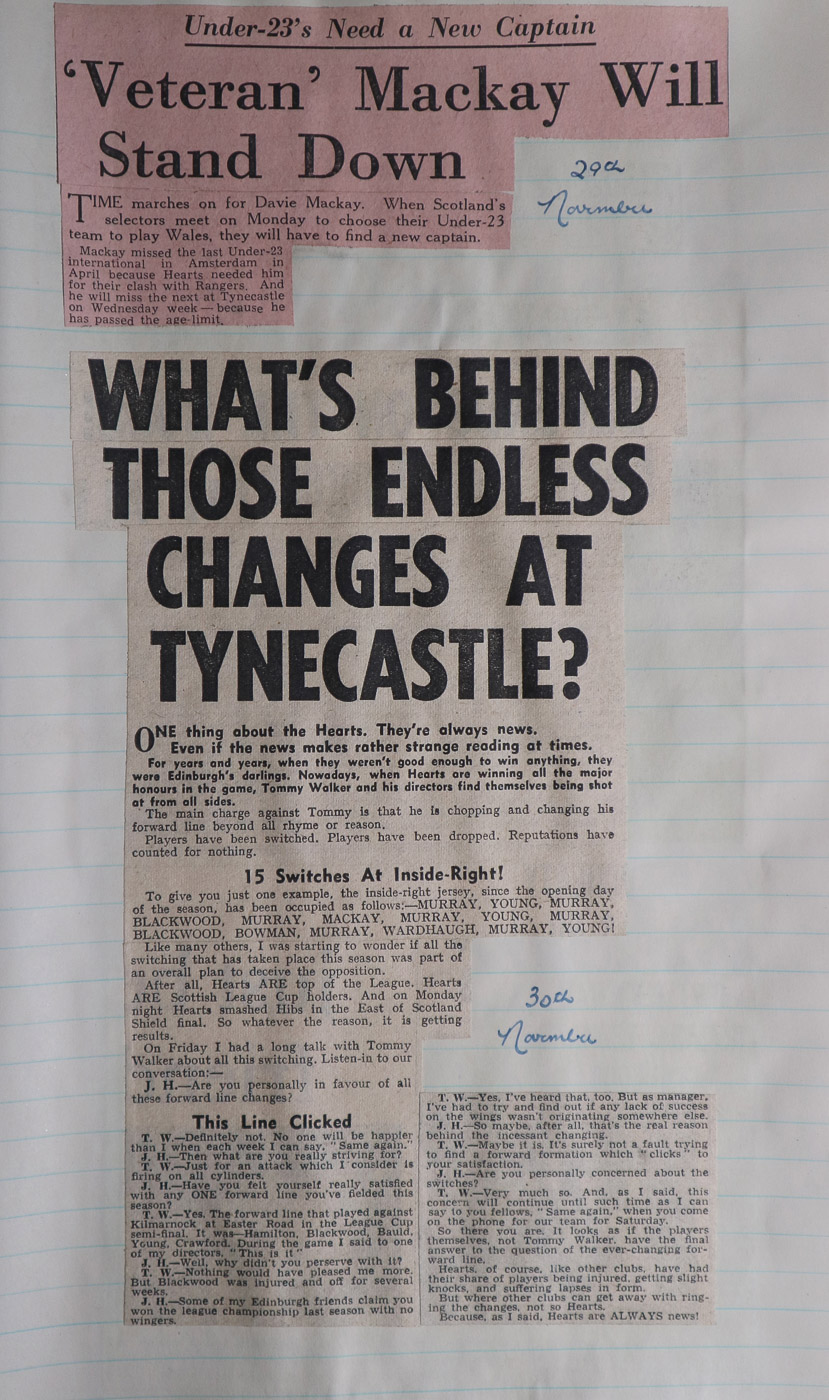 Under-23's Need a New Captain
'Veteran' Mackay Will
Stand Down
29th
November
TIME marches on for Davie Mackay. When Scotland's
selectors meet on Monday to choose their Under-23
team to play Wales, they will have to find a new captain.
Mackay missed the last Under-23
international in Amsterdam in
April because Hearts needed him
for their clash with Rangers. And
he will miss the next at Tynecastle
on Wednesday week—because he
has passed the age-limit.
WHAT'S BEHIND
THOSE ENDLESS
CHANGES AT
TYNECASTLE?
ONE thing about the Hearts. They're always news.
Even if the news makes rather strange reading at times.
For years and years, when they weren't good enough to win anything, they
were Edinburgh's darlings. Nowadays, when Hearts are winning all the major
honours in the game, Tommy Walker and his directors find themselves being shot
at from all sides.
The main charge against Tommy is that he is chopping and changing his
forward line beyond all rhyme or reason.
Players have been switched. Players have been dropped. Reputations have
counted for nothing.
15 Switches At Inside-Right!
To give you just one example, the inside-right jersey, since the opening day
of the season, has been occupied as follows:—MURRAY, YOUNG, MURRAY,
BLACKWOOD, MURRAY, MACKAY, MURRAY, YOUNG, MURRAY,
BLACKWOOD, BOWMAN, MURRAY, WARDHAUGH, MURRAY, YOUNG!
Like many others, I was starting to wonder if all the
switching that has taken place this season was part of
an overall plan to deceive the opposition.
After all, Hearts ARE top of the League. Hearts
ARE Scottish League Cup holders. And on Monday
night Hearts smashed Hibs in the East of Scotland
Shield final. So whatever the reason, it is getting
results.
On Friday I had a long talk with Tommy
Walker about all this switching. Listen-in to our
conversation:—
J. H.—Are you personally in favour of all
these forward line changes?
This Line Clicked
T. W.—Definitely not. No one will be happier
than I when each week I can say, "Same again."
J. H.—Then what are you really striving for?
T. W.—Just for an attack which I consider is
firing on all cylinders.
J. H.—Have you felt yourself really satisfied
with any ONE forward line you've fielded this
season?
T. W.—Yes. The forward line that played against
Kilmarnock at Easter Road in the League Cup
semi-final. It was—Hamilton, Blackwood, Bauld,
Young, Crawford. During the game I said to one
of my directors, "This is it"
J. H.—Well, why didn't you perserve with it?
T. W.—Nothing would have pleased me more.
But Blackwood was injured and off for several
weeks.
J. H.—Some of my Edinburgh friends claim you
won the league championship last season with no
wingers.
30th
November
T. W.—Yes, I've heard that, too. But as manager,
I've had to try and find out if any lack of success
on the wings wasn't originating somewhere else.
J. H.—So maybe, after all, that's the real reason
behind the incessant changing.
T. W.—Maybe it is. It's surely not a fault trying
to find a forward formation which "clicks" to
your satisfaction.
J. H.—Are you personally concerned about the
switches?
T. W.—Very much so. And, as I said, this
concern will continue until such time as I can
say to you fellows, "Same again," when you come
on the phone for our team for Saturday.
So there you are. It looks as if the players
themselves, not Tommy Walker, have the final
answer to the question of the ever-changing for-
ward line.
Hearts, of course, like other clubs, have had
their share of players being injured, getting slight
knocks, and suffering lapses in form.
But where other clubs can get away with ring-
ing the changes, not so Hearts.
Because, as I said, Hearts are ALWAYS news!